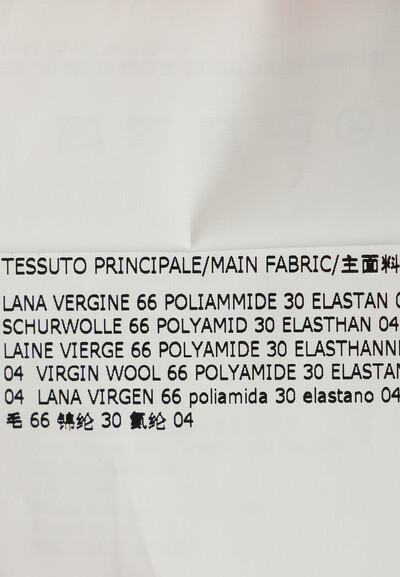 TESSUTO PRINCIPALE/MAIN FABRIC/主面料
LANA VERGINE 66 POLIAMMIDE 30 ELASTAN
SCHURWOLLE 66 POLYAMID 30 ELASTHAN 04
LAINE VIERGE 66 POLYAMIDE 30 ELASTHANN
04 VIRGIN WOOL 66 POLYAMIDE 30 ELASTAN
04 LANA VIRGEN 66 poliamida 30 elastano 04
毛 66 锦纶 30 氨纶 04